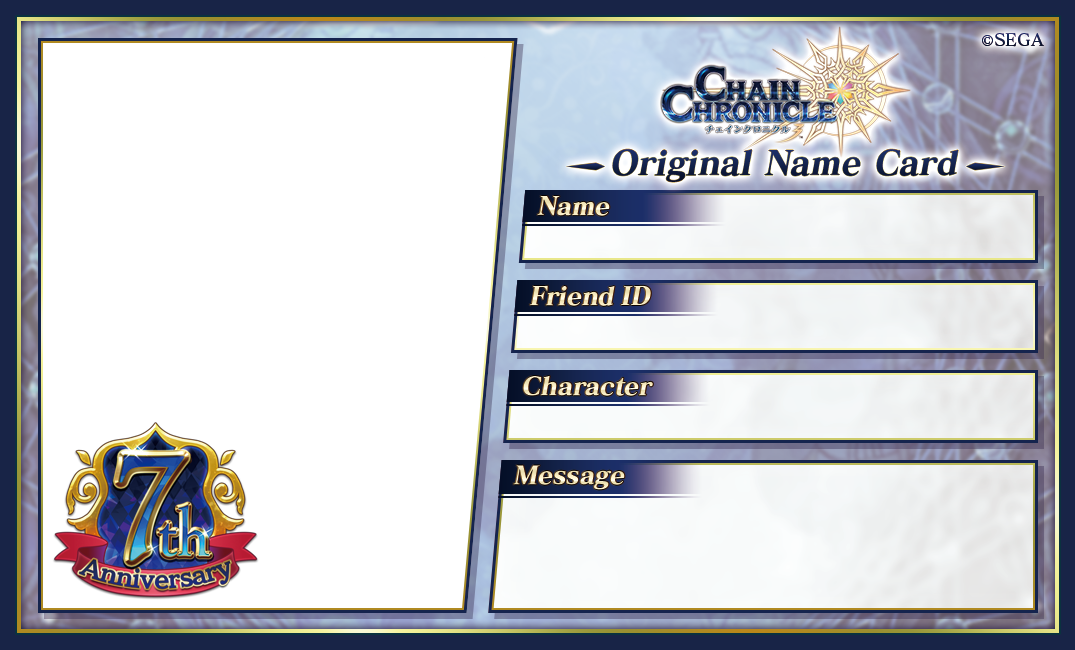 ©SEGA
CHAIN
CHRONICLE
チェインクロニクル
Original Name Card
Name
Friend ID
Character
Message
7th
Anniversary